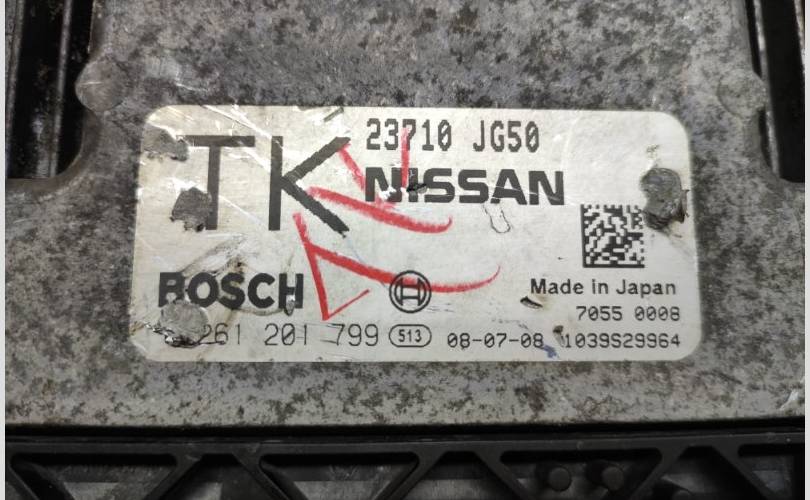 23710 JG50
TK
NISSAN
BOSCH
Made in Japan
7055 0008
261 201 799 513 08-07-08 1039S29964